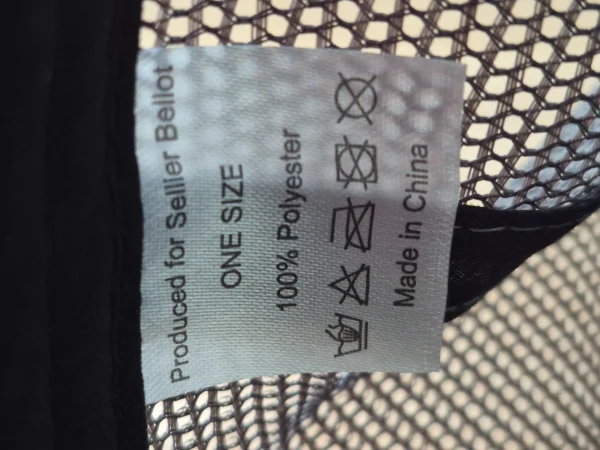 Produced for Sellier Bellot
ONE SIZE
100% Polyester
Made in China